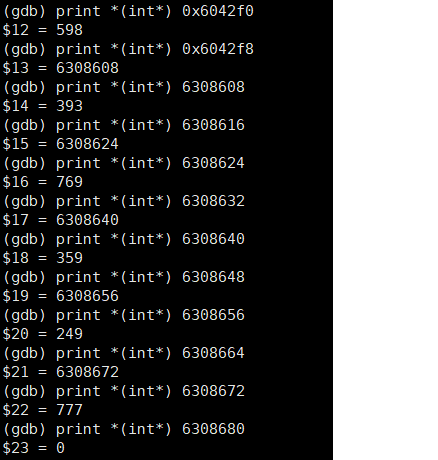 (gdb) print *(int*) 0x6042f0
$12 = 598
(gdb) print *(int*) 0x6042f8
$13 = 6308608
(gdb) print *(int*) 6308608
$14 = 393
(gdb) print *(int*) 6308616
$15 = 6308624
(gdb) print *(int*) 6308624
$16 = 769
(gdb) print *(int*) 6308632
$17 = 6308640
(gdb) print *(int*) 6308640
$18 = 359
(gdb) print *(int*) 6308648
$19 = 6308656
(gdb) print *(int*) 6308656
$20 = 249
(gdb) print *(int*) 6308664
$21 = 6308672
(gdb) print *(int*) 6308672
$22 = 777
(gdb) print *(int*) 6308680
$23 = 0